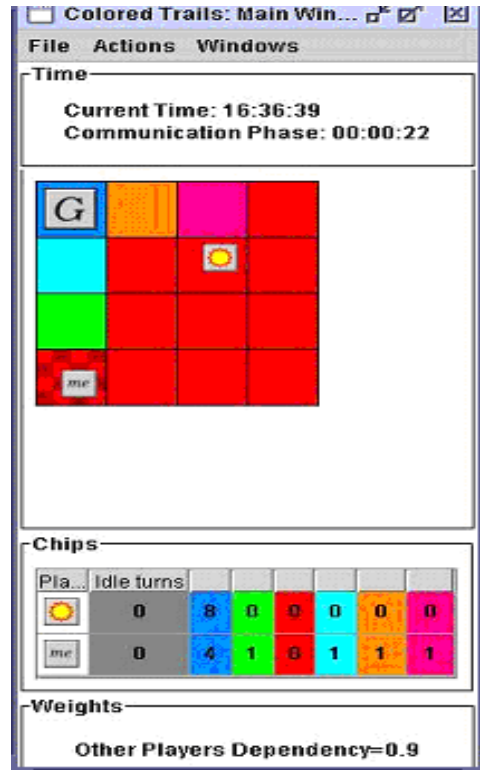 Colored Trails: Main Win...
File Actions Windows
Time
Current Time: 16:36:39
Communication Phase: 00:00:22
G
me
Chips
Pla... Idle turns
0 8 0 0 0 0 0
me 0 4 1 1 1 1
Weights
Other Players Dependency=0.9